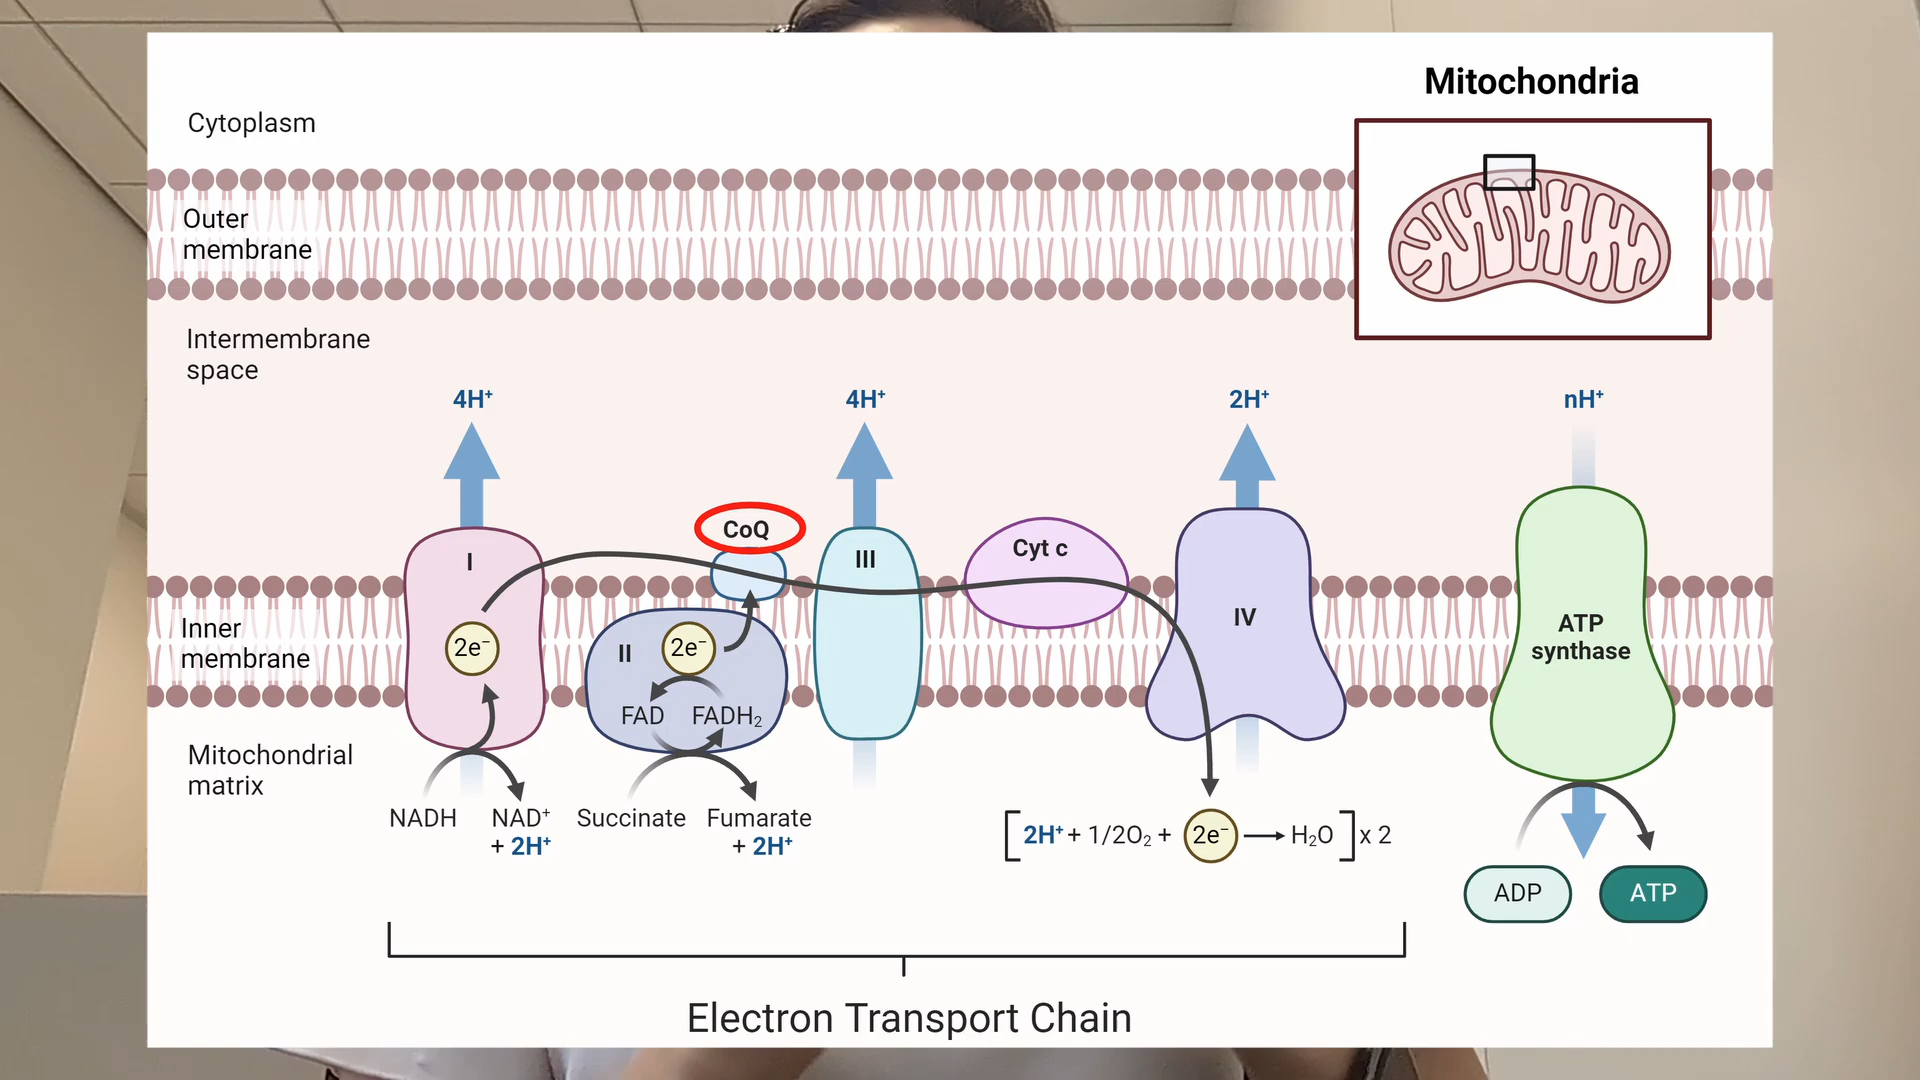 Mitochondria
Cytoplasm
Outer
membrane
Intermembrane
space
4H⁺
4H⁺
2H⁺
nH⁺
CoQ
I
III
Cyt c
IV
ATP
synthase
Inner
membrane
2e⁻
II
2e⁻
FAD
FADH₂
Mitochondrial
matrix
NADH
NAD⁺
+ 2H⁺
Succinate
Fumarate
+ 2H⁺
[2H⁺ + 1/2O₂ + 2e⁻ → H₂O] x 2
ADP
ATP
Electron Transport Chain